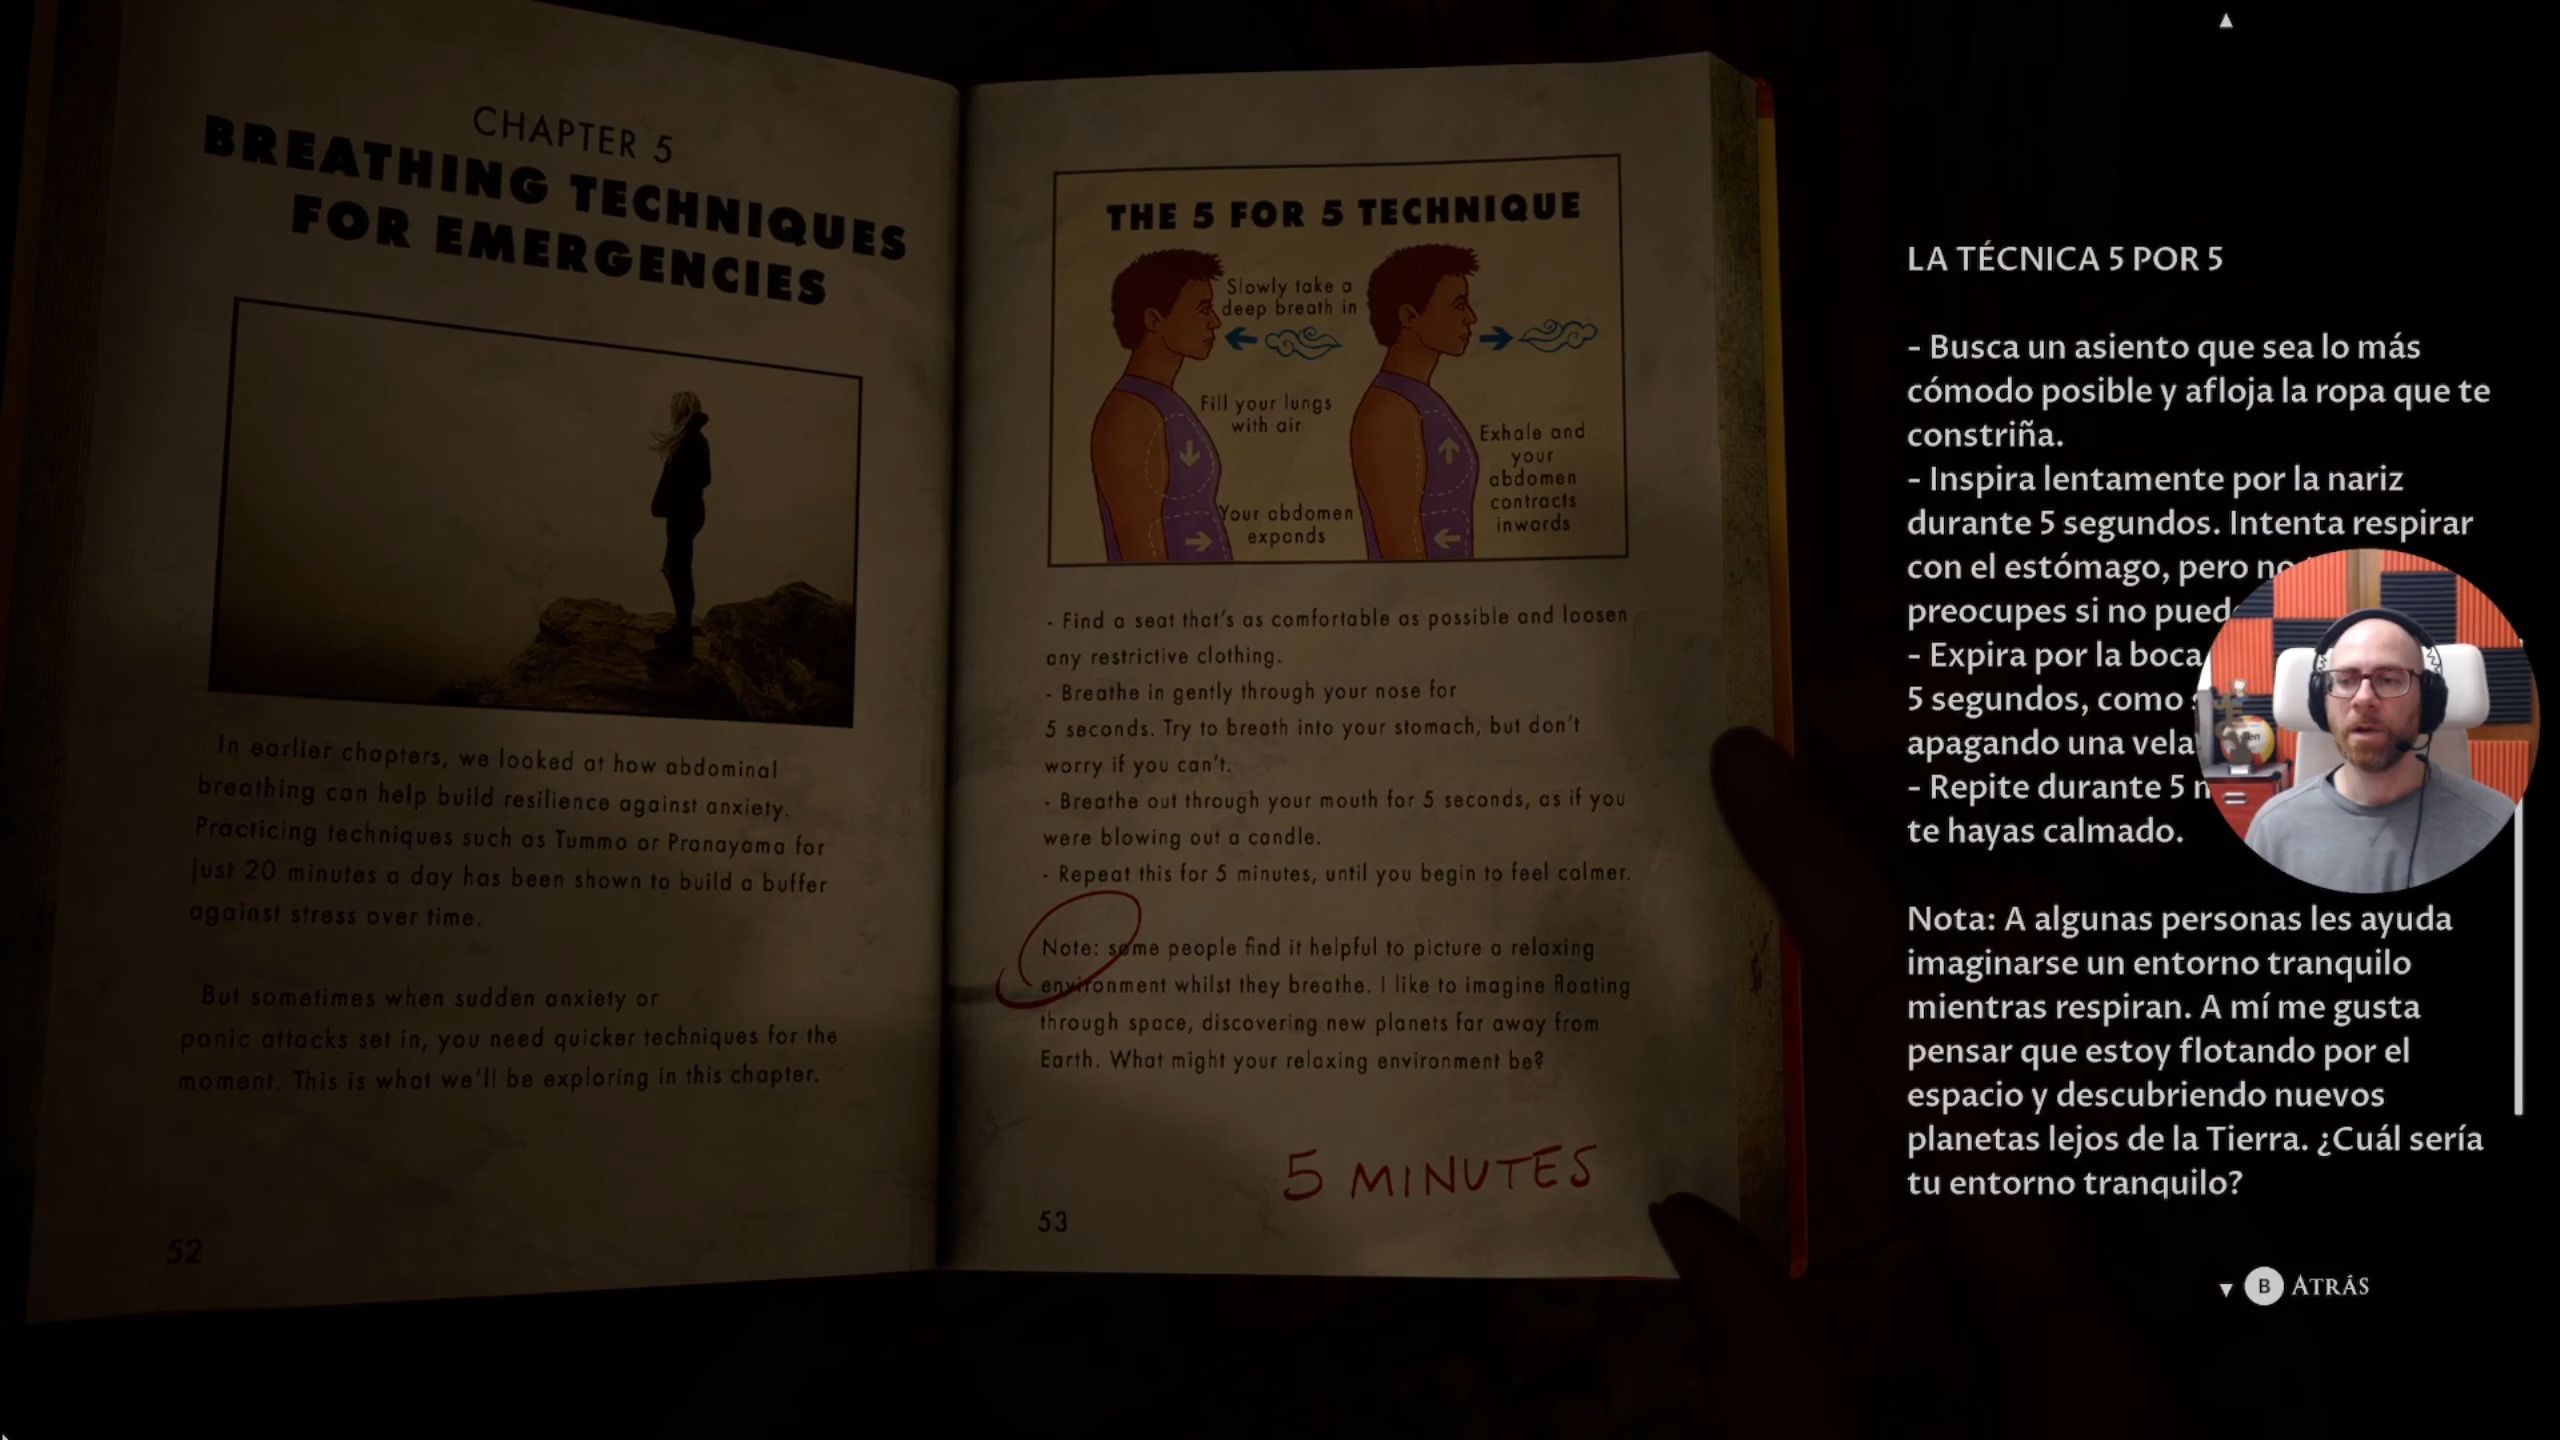 CHAPTER 5
BREATHING TECHNIQUES
FOR EMERGENCIES
In earlier chapters, we looked at how abdominal
breathing can help build resilience against anxiety.
Practicing techniques such as Tummo or Pranayama for
just 20 minutes a day has been shown to build a buffer
against stress over time.
But sometimes when sudden anxiety or
panic attacks set in, you need quicker techniques for the
moment. This is what we'll be exploring in this chapter.
52
THE 5 FOR 5 TECHNIQUE
Slowly take a
deep breath in
Fill your lungs
with air
Your abdomen
expands
Exhale and
your
abdomen
contracts
inwards
- Find a seat that's as comfortable as possible and loosen
any restrictive clothing.
- Breathe in gently through your nose for
5 seconds. Try to breath into your stomach, but don't
worry if you can't.
- Breathe out through your mouth for 5 seconds, as if you
were blowing out a candle.
- Repeat this for 5 minutes, until you begin to feel calmer.
Note: some people find it helpful to picture a relaxing
environment whilst they breathe. I like to imagine floating
through space, discovering new planets far away from
Earth. What might your relaxing environment be?
5 MINUTES
53
LA TÉCNICA 5 POR 5
- Busca un asiento que sea lo más
cómodo posible y afloja la ropa que te
constriña.
- Inspira lentamente por la nariz
durante 5 segundos. Intenta respirar
con el estómago, pero no
preocupes si no
- Expira por la boca
5 segundos, como
apagando una vela
- Repite durante 5
te hayas calmado.
Nota: A algunas personas les ayuda
imaginarse un entorno tranquilo
mientras respiran. A mí me gusta
pensar que estoy flotando por el
espacio y descubriendo nuevos
planetas lejos de la Tierra. ¿Cuál sería
tu entorno tranquilo?
B ATRÁS